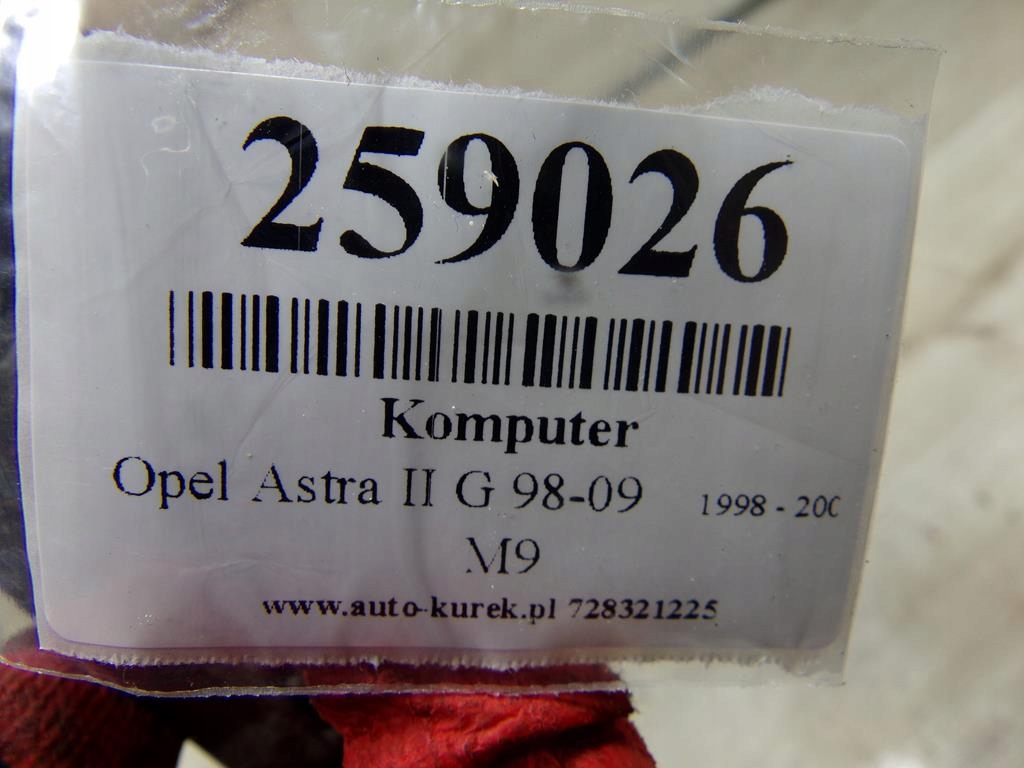 259026
Komputer
Opel Astra II G 98-09 1998 - 200
M9
www.auto-kurek.pl 728321225